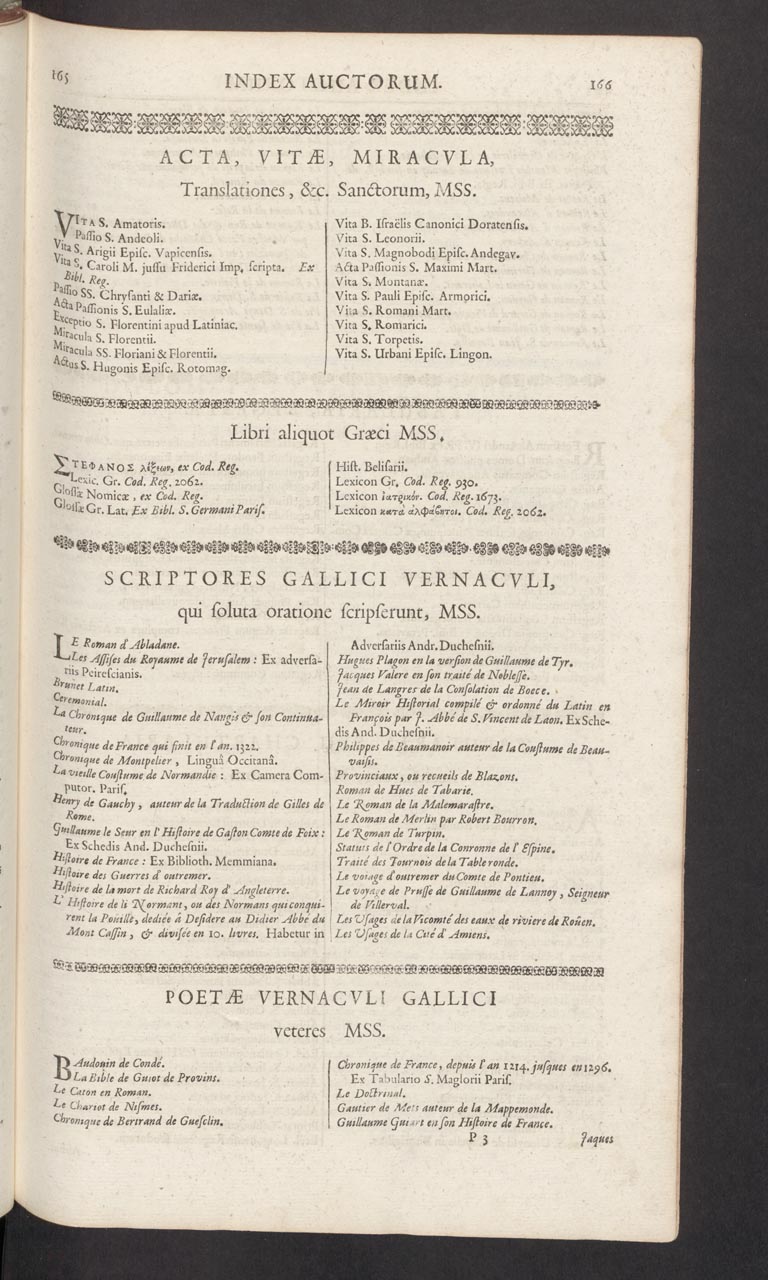 165
INDEX AUCTORUM.
166
ACTA, VITÆ, MIRACVLA,
Translationes, &c. Sanctorum, MSS.
VITA S. Amatoris.
Passio S. Andeoli.
Vita S. Arigii Episc. Vapicensis.
Vita S. Caroli M. jussu Friderici Imp. scripta. Ex
Bibl. Reg.
Passio SS. Chrysanti & Dariæ.
Acta Passionis S. Eulaliæ.
Exceptio S. Florentini apud Latiniac.
Miracula S. Florentii.
Miracula SS. Floriani & Florentii.
Actus S. Hugonis Episc. Rotomag.
Vita B. Israëlis Canonici Doratensis.
Vita S. Leonorii.
Vita S. Magnobodi Episc. Andegav.
Acta Passionis S. Maximi Mart.
Vita S. Montanæ.
Vita S. Pauli Episc. Armorici.
Vita S. Romani Mart.
Vita S. Romarici.
Vita S. Torpetis.
Vita S. Urbani Episc. Lingon.
Libri aliquot Græci MSS.
ΣΤΕΦΑΝΟΣ λέξεων, ex Cod. Reg.
Lexic. Gr. Cod. Reg. 2062.
Glossæ Nomicæ, ex Cod. Reg.
Glossæ Gr. Lat. Ex Bibl. S. Germani Paris.
Hist. Belisarii.
Lexicon Gr. Cod. Reg. 930.
Lexicon ἰατρικόν. Cod. Reg. 1673.
Lexicon κατὰ ἀλφάβητοι. Cod. Reg. 2062.
SCRIPTORES GALLICI VERNACVLI,
qui soluta oratione scripserunt, MSS.
LE Roman d'Abladane.
Les Assises du Royaume de Jerusalem : Ex adversariis
Peirescianis.
Brunet Latin.
Ceremonial.
La Chronique de Guillaume de Nangis & son Continuateur.
Chronique de France qui finit en l'an. 1322.
Chronique de Montpelier, Linguâ Occitanâ.
La vieille Coustume de Normandie : Ex Camera Computor.
Paris.
Henry de Gauchy, auteur de la Traduction de Gilles de
Rome.
Guillaume le Seur en l'Histoire de Gaston Comte de Foix :
Ex Schedis And. Duchesnii.
Histoire de France : Ex Biblioth. Memmiana.
Histoire des Guerres d'outremer.
Histoire de la mort de Richard Roy d'Angleterre.
L'Histoire de li Normant, ou des Normans qui conquirent
la Pouille, dediée á Desidere au Didier Abbé du
Mont Cassin, & divisée en 10. livres. Habetur in
Adversariis Andr. Duchesnii.
Hugues Plagon en la version de Guillaume de Tyr.
Jacques Valere en son traité de Noblesse.
Jean de Langres de la Consolation de Boece.
Le Miroir Historial compilé & ordonné du Latin en
François par J. Abbé de S. Vincent de Laon. Ex Schedis
And. Duchesnii.
Philippes de Beaumanoir auteur de la Coustume de Beauvaisis.
Provinciaux, ou recueils de Blazons.
Roman de Hues de Tabarie.
Le Roman de la Malemarastre.
Le Roman de Merlin par Robert Bourron.
Le Roman de Turpin.
Statuts de l'Ordre de la Conronne de l'Espine.
Traité des Tournois de la Table ronde.
Le voiage d'outremer du Comte de Pontieu.
Le voyage de Prusse de Guillaume de Lannoy, Seigneur
de Villerval.
Les Usages de la Vicomté des eaux de riviere de Roüen.
Les Usages de la Cité d'Amiens.
POETÆ VERNACVLI GALLICI
veteres MSS.
BAudouin de Condé.
La Bible de Guiot de Provins.
Le Caton en Roman.
Le Chariot de Nismes.
Chronique de Bertrand de Guesclin.
Chronique de France, depuis l'an 1214. jusques en 1296.
Ex Tabulario S. Maglorii Paris.
Le Doctrinal.
Gautier de Mets auteur de la Mappemonde.
Guillaume Guiart en son Histoire de France.
P 3
Jaques